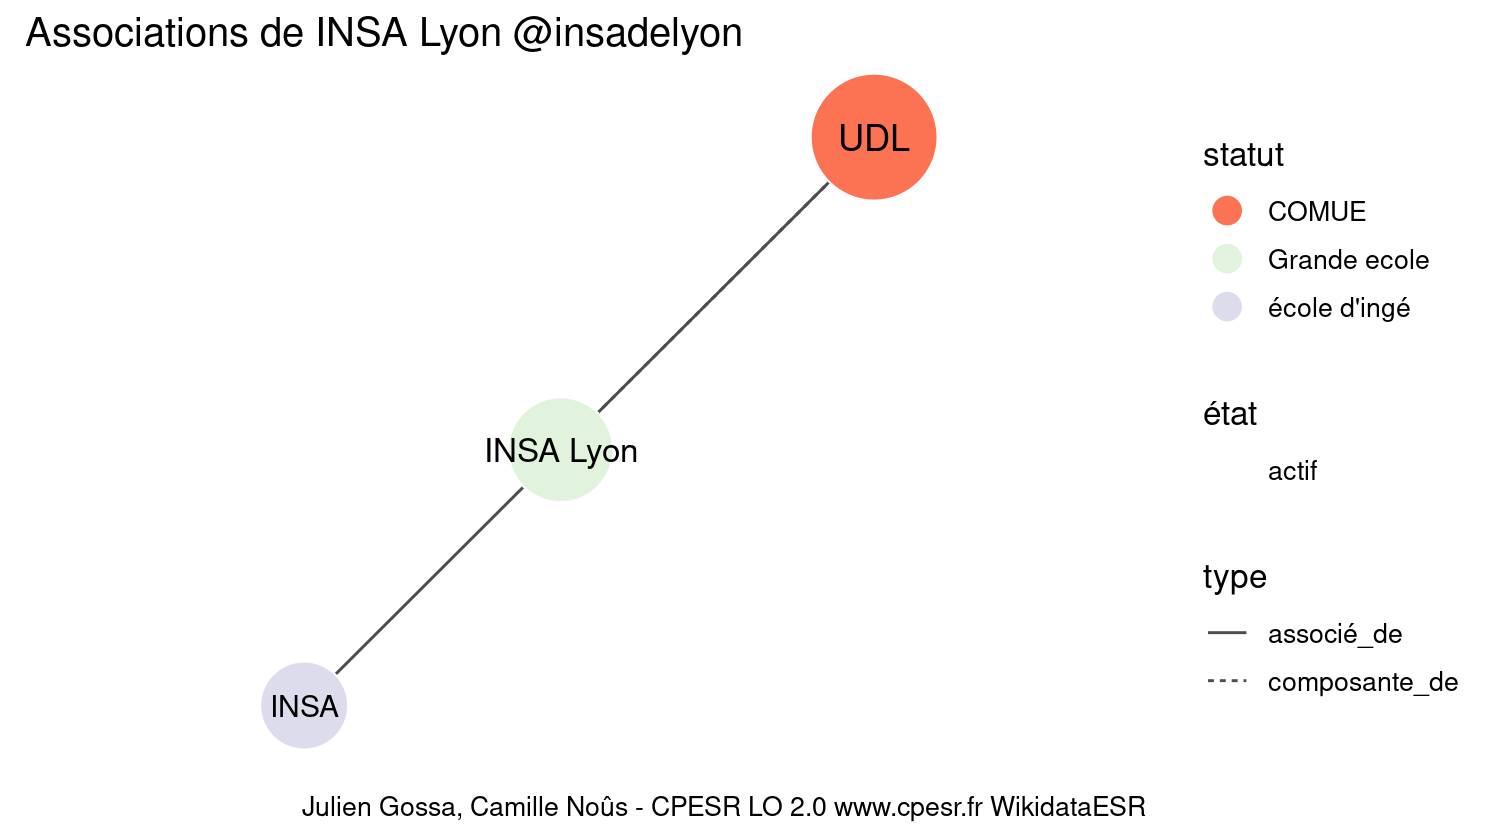 Associations de INSA Lyon @insadelyon
UDL
INSA Lyon
INSA
statut
COMUE
Grande ecole
école d'ingé
état
actif
type
associé_de
composante_de
Julien Gossa, Camille Noûs - CPESR LO 2.0 www.cpesr.fr WikidataESR